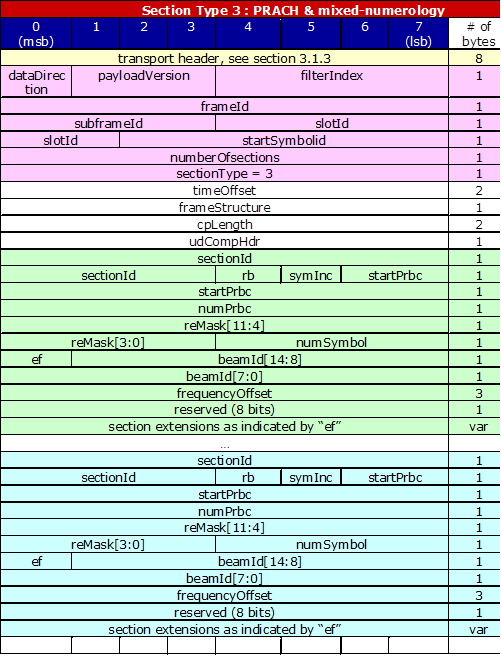 Section Type 3 : PRACH & mixed-numerology
0 (msb) 1 2 3 4 5 6 7 (lsb) # of bytes
transport header, see section 3.1.3 8
dataDirection payloadVersion filterIndex 1
frameId 1
subframeId slotId 1
slotId startSymbolid 1
numberOfsections 1
sectionType = 3 1
timeOffset 2
frameStructure 1
cpLength 2
udCompHdr 1
sectionId 1
sectionId rb symInc startPrbc 1
startPrbc 1
numPrbc 1
reMask[11:4] 1
reMask[3:0] numSymbol 1
ef beamId[14:8] 1
beamId[7:0] 1
frequencyOffset 3
reserved (8 bits) 1
section extensions as indicated by “ef” var
...
sectionId 1
sectionId rb symInc startPrbc 1
startPrbc 1
numPrbc 1
reMask[11:4] 1
reMask[3:0] numSymbol 1
ef beamId[14:8] 1
beamId[7:0] 1
frequencyOffset 3
reserved (8 bits) 1
section extensions as indicated by “ef” var